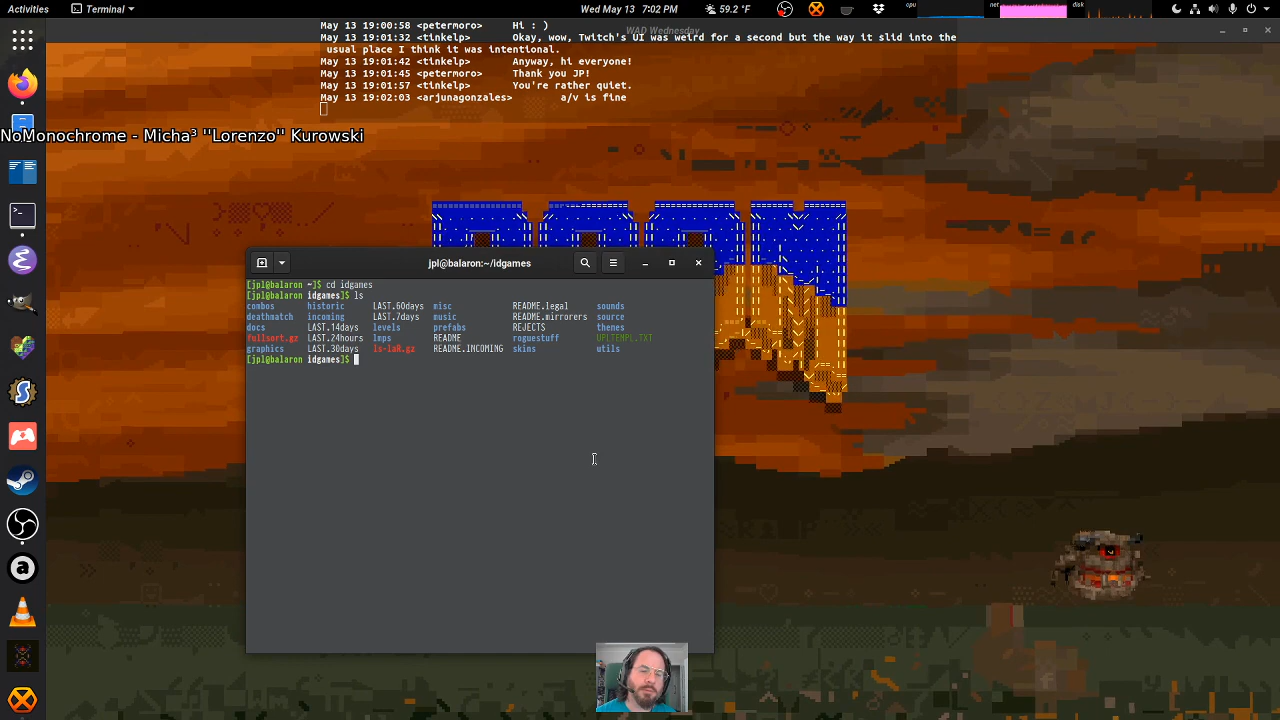 Activities
Terminal
Wed May 13 7:02 PM
59.2 °F
cpu
net
disk
WAD Wednesday
May 13 19:00:58 <petermoro> Hi : )
May 13 19:01:32 <tinkelp> Okay, wow, Twitch's UI was weird for a second but the way it slid into the
usual place I think it was intentional.
May 13 19:01:42 <tinkelp> Anyway, hi everyone!
May 13 19:01:45 <petermoro> Thank you JP!
May 13 19:01:57 <tinkelp> You're rather quiet.
May 13 19:02:03 <arjunagonzales> a/v is fine
NoMonochrome - Micha³ ''Lorenzo'' Kurowski
jpl@balaron:~/idgames
[jpl@balaron ~]$ cd idgames
[jpl@balaron idgames]$ ls
combos historic LAST.60days misc README.legal sounds
deathmatch incoming LAST.7days music README.mirrorers source
docs LAST.14days levels prefabs REJECTS themes
fullsort.gz LAST.24hours lmps README roguestuff UPLTEMPL.TXT
graphics LAST.30days ls-laR.gz README.INCOMING skins utils
[jpl@balaron idgames]$